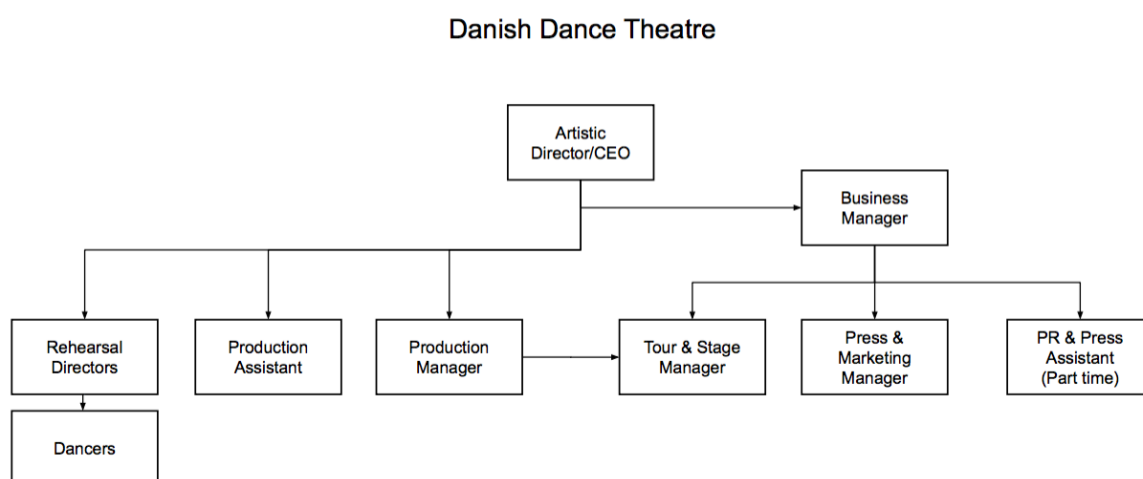 Danish Dance Theatre
Artistic
Director/CEO
Business
Manager
Rehearsal
Directors
Production
Assistant
Production
Manager
Tour & Stage
Manager
Press &
Marketing
Manager
PR & Press
Assistant
(Part time)
Dancers